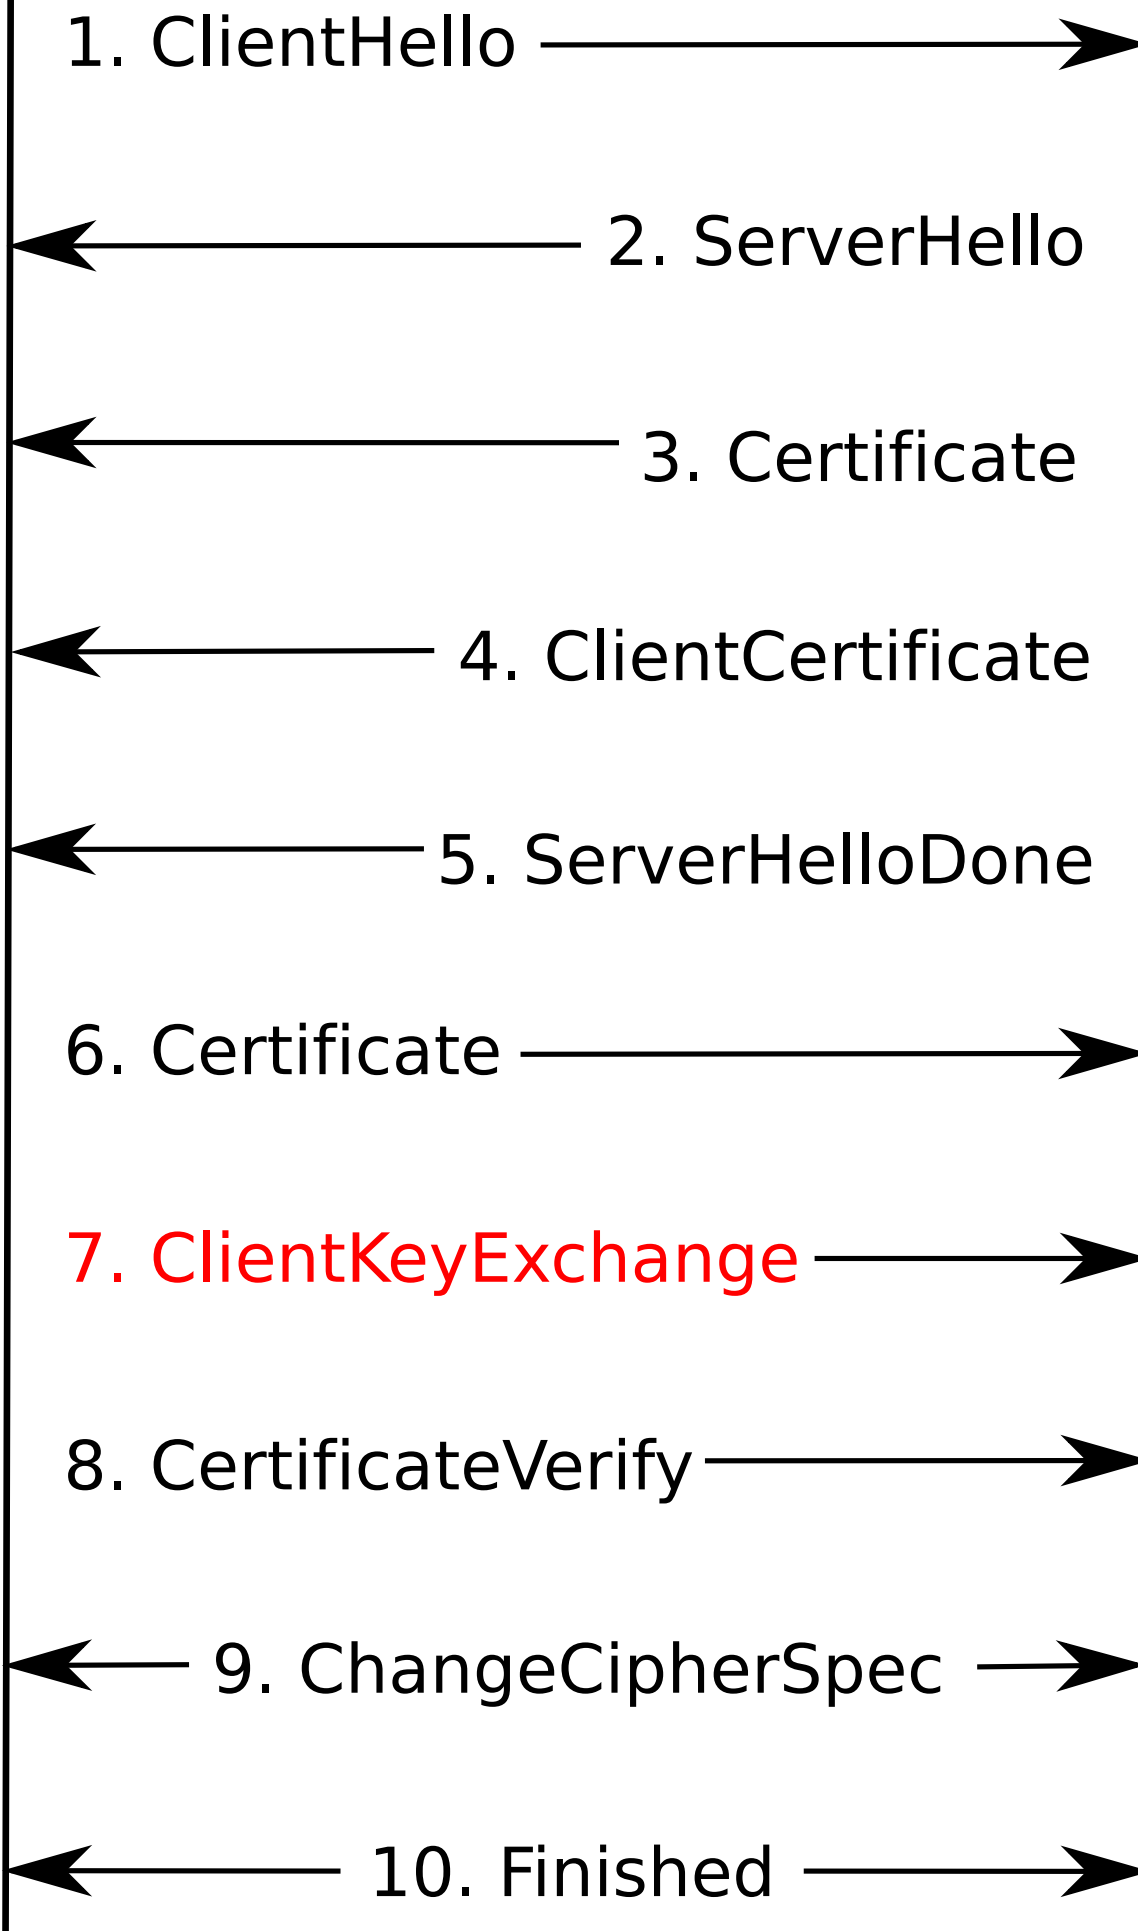 1. ClientHello
2. ServerHello
3. Certificate
4. ClientCertificate
5. ServerHelloDone
6. Certificate
7. ClientKeyExchange
8. CertificateVerify
9. ChangeCipherSpec
10. Finished